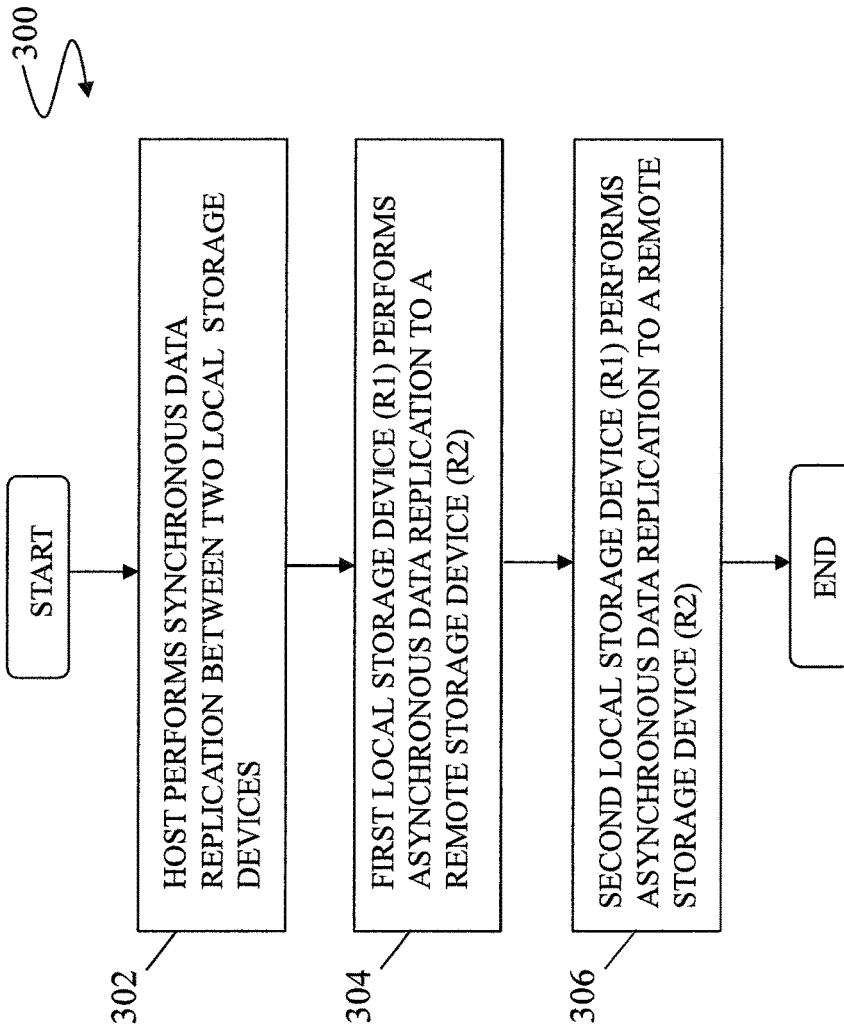 300
START
302
HOST PERFORMS SYNCHRONOUS DATA
REPLICATION BETWEEN TWO LOCAL STORAGE
DEVICES
304
FIRST LOCAL STORAGE DEVICE (R1) PERFORMS
ASYNCHRONOUS DATA REPLICATION TO A
REMOTE STORAGE DEVICE (R2)
306
SECOND LOCAL STORAGE DEVICE (R1) PERFORMS
ASYNCHRONOUS DATA REPLICATION TO A REMOTE
STORAGE DEVICE (R2)
END